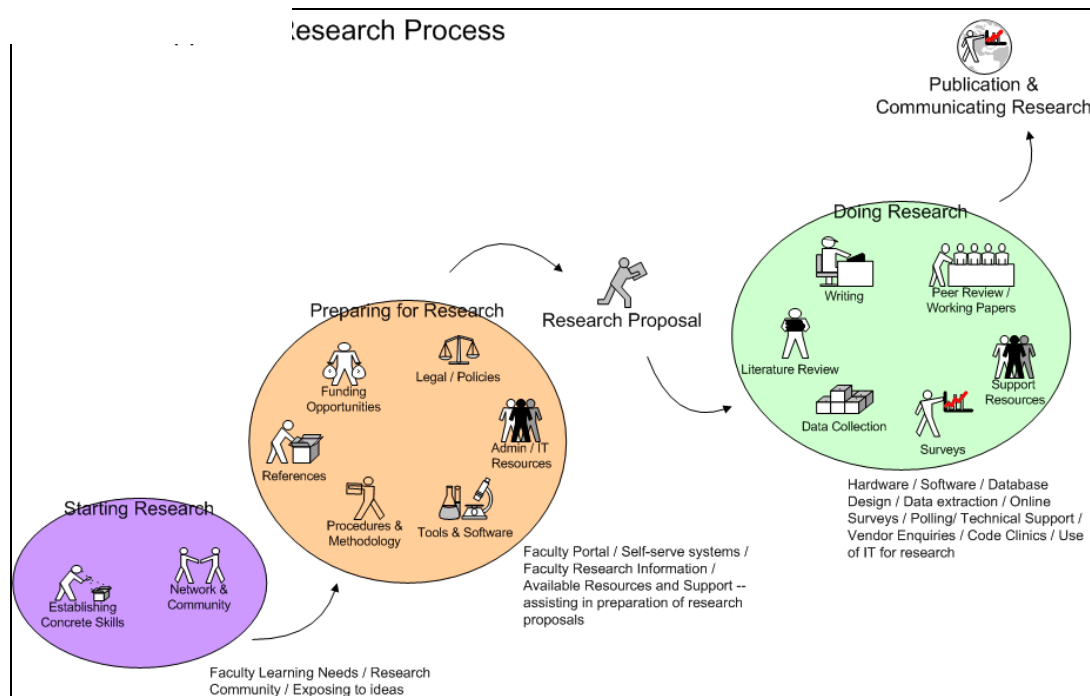 Research Process
Publication &
Communicating Research
Doing Research
Writing
Peer Review /
Working Papers
Literature Review
Support
Resources
Data Collection
Surveys
Hardware / Software / Database
Design / Data extraction / Online
Surveys / Polling/ Technical Support /
Vendor Enquiries / Code Clinics / Use
of IT for research
Research Proposal
Preparing for Research
Funding
Opportunities
Legal / Policies
References
Admin / IT
Resources
Procedures &
Methodology
Tools & Software
Faculty Portal / Self-serve systems /
Faculty Research Information /
Available Resources and Support --
assisting in preparation of research
proposals
Starting Research
Establishing
Concrete Skills
Network &
Community
Faculty Learning Needs / Research
Community / Exposing to ideas